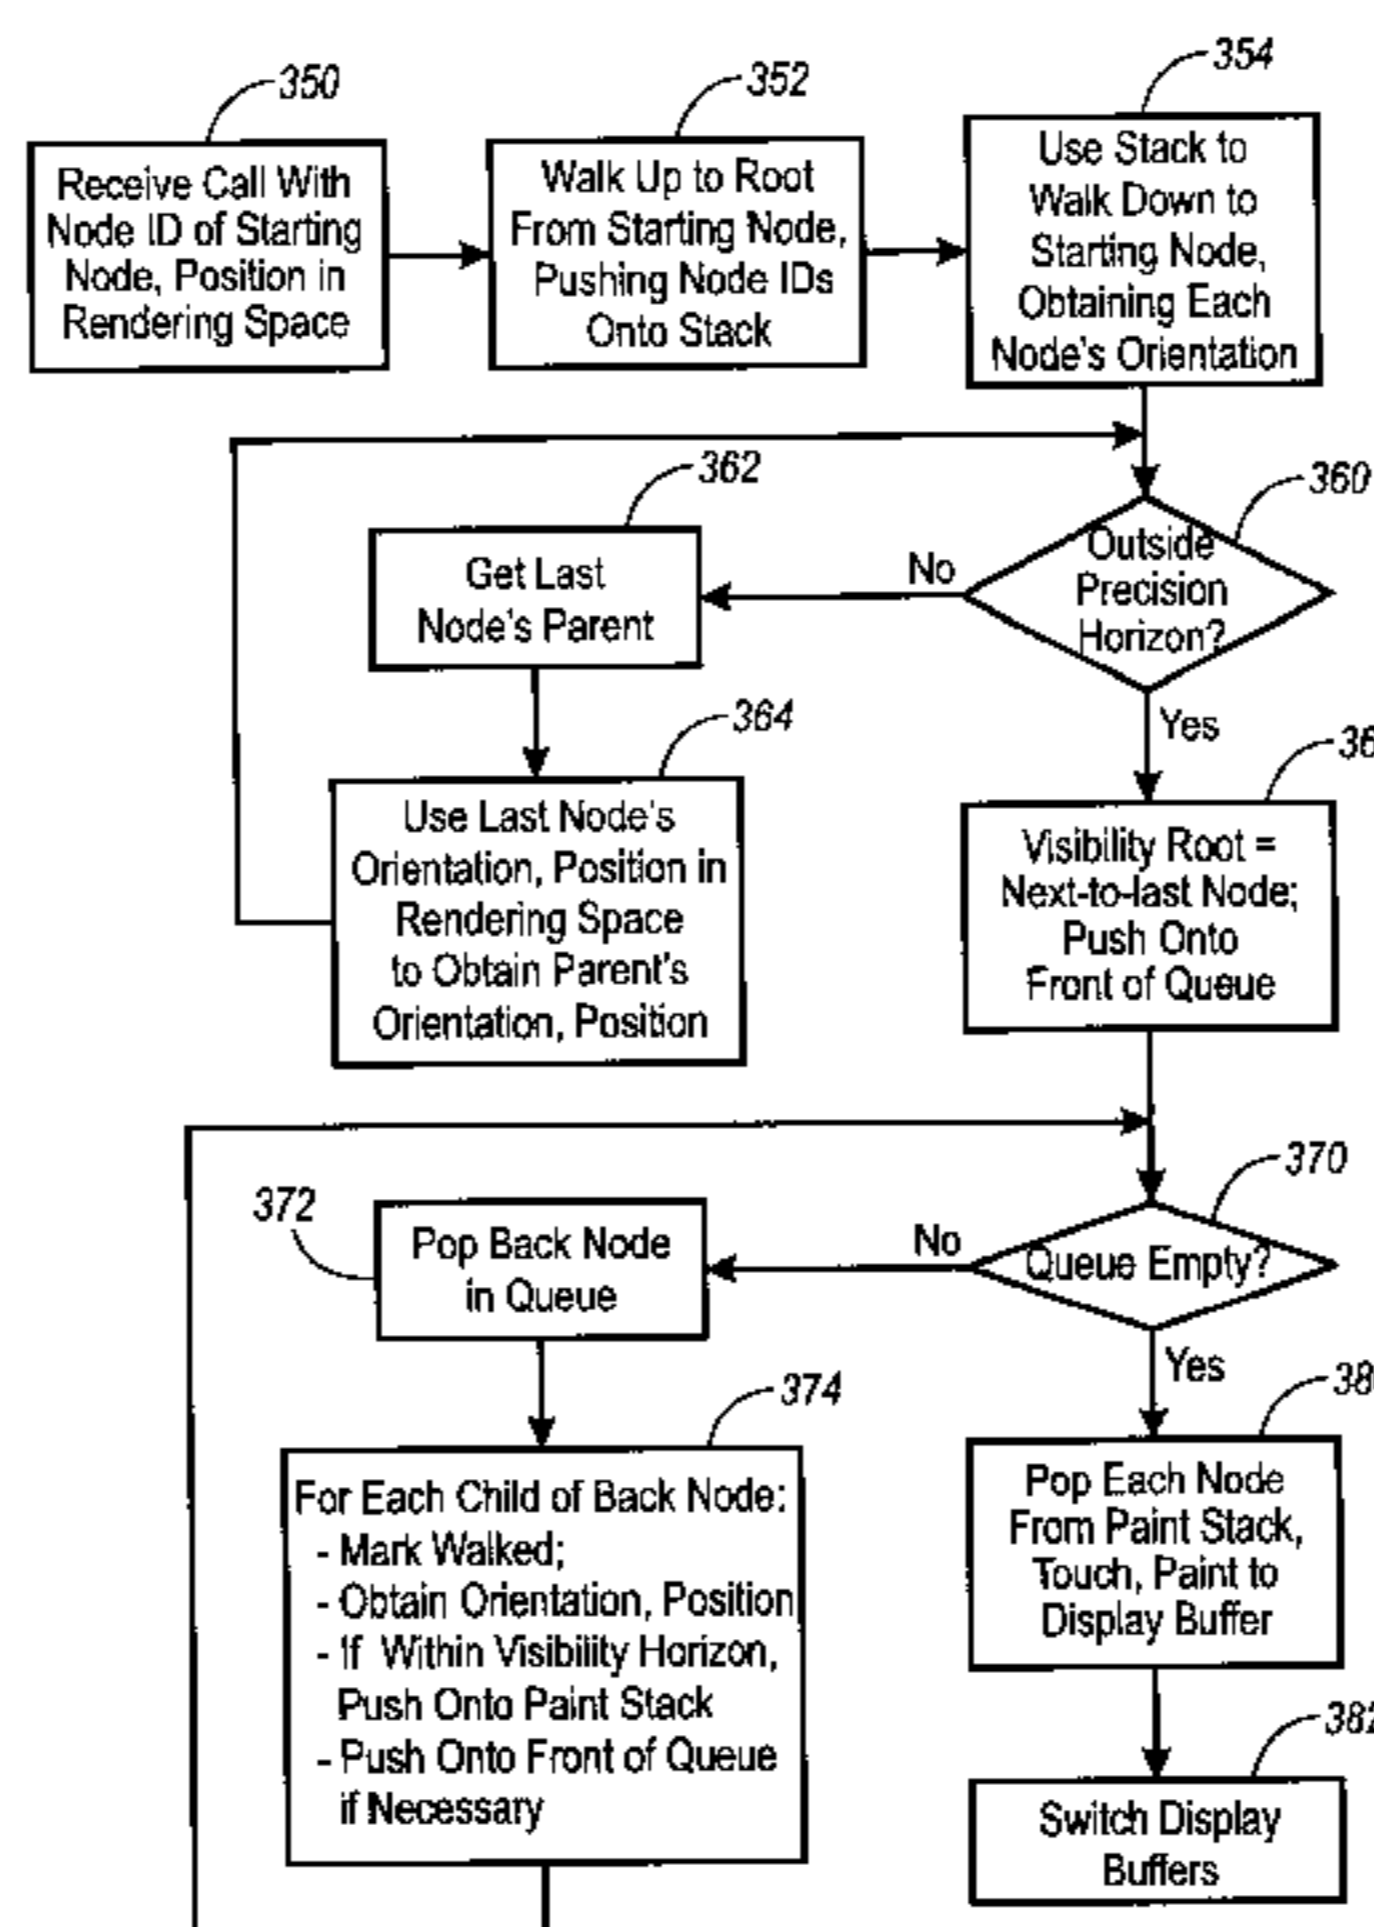 350
352
354
Receive Call With
Node ID of Starting
Node, Position in
Rendering Space
Walk Up to Root
From Starting Node,
Pushing Node IDs
Onto Stack
Use Stack to
Walk Down to
Starting Node,
Obtaining Each
Node's Orientation
362
360
Get Last
Node's Parent
No
Outside
Precision
Horizon?
Yes
364
36
Use Last Node's
Orientation, Position in
Rendering Space
to Obtain Parent's
Orientation, Position
Visibility Root =
Next-to-last Node;
Push Onto
Front of Queue
372
370
Pop Back Node
in Queue
No
Queue Empty?
Yes
374
38
For Each Child of Back Node:
- Mark Walked;
- Obtain Orientation, Position
- If Within Visibility Horizon,
Push Onto Paint Stack
- Push Onto Front of Queue
if Necessary
Pop Each Node
From Paint Stack,
Touch, Paint to
Display Buffer
382
Switch Display
Buffers